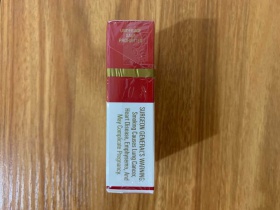 SURGEON GENERAL'S WARNING:
Smoking Causes Lung Cancer,
Heart Disease, Emphysema, And
May Complicate Pregnancy.